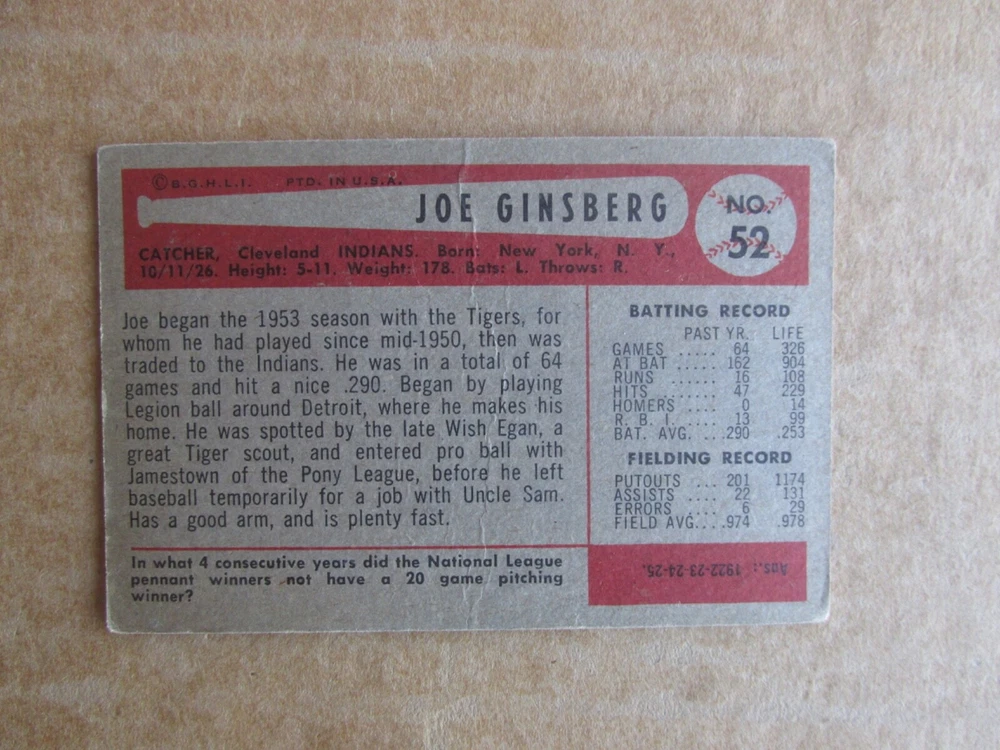 © B.G.H.L.I. PTD. IN U.S.A.
JOE GINSBERG
NO. 52
CATCHER, Cleveland INDIANS. Born: New York, N. Y.,
10/11/26. Height: 5-11. Weight: 178. Bats: L. Throws: R.
Joe began the 1953 season with the Tigers, for
whom he had played since mid-1950, then was
traded to the Indians. He was in a total of 64
games and hit a nice .290. Began by playing
Legion ball around Detroit, where he makes his
home. He was spotted by the late Wish Egan, a
great Tiger scout, and entered pro ball with
Jamestown of the Pony League, before he left
baseball temporarily for a job with Uncle Sam.
Has a good arm, and is plenty fast.
BATTING RECORD
PAST YR. LIFE
GAMES ..... 64 326
AT BAT ..... 162 904
RUNS ...... 16 108
HITS ...... 47 229
HOMERS .... 0 14
R. B. I. .... 13 99
BAT. AVG. ...290 .253
FIELDING RECORD
PUTOUTS ... 201 1174
ASSISTS .... 22 131
ERRORS .... 6 29
FIELD AVG....974 .978
In what 4 consecutive years did the National League
pennant winners not have a 20 game pitching
winner?
Ans.: 1922-23-24-25.